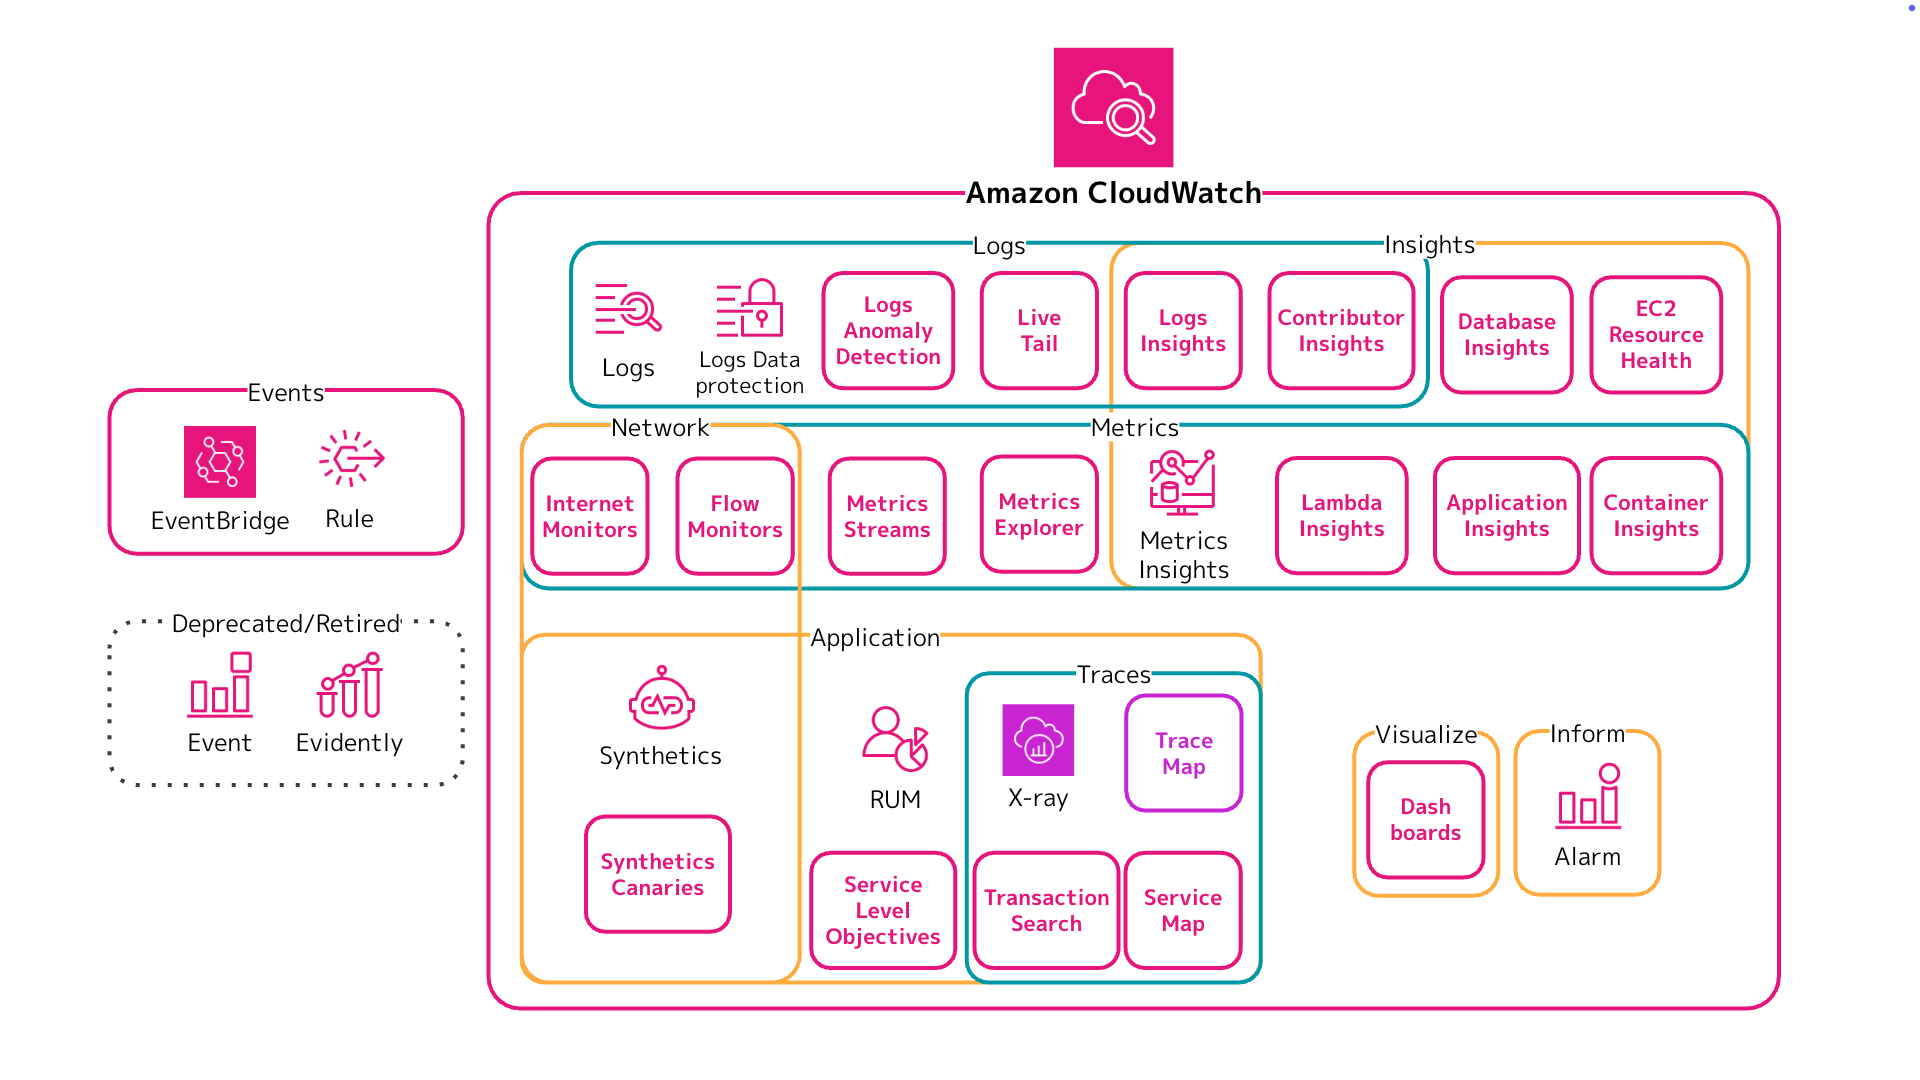 Amazon CloudWatch
Logs
Insights
Logs
Logs Data
protection
Logs
Anomaly
Detection
Live
Tail
Logs
Insights
Contributor
Insights
Database
Insights
EC2
Resource
Health
Events
EventBridge
Rule
Network
Metrics
Internet
Monitors
Flow
Monitors
Metrics
Streams
Metrics
Explorer
Metrics
Insights
Lambda
Insights
Application
Insights
Container
Insights
Deprecated/Retired
Event
Evidently
Application
Synthetics
Synthetics
Canaries
RUM
Service
Level
Objectives
Traces
X-ray
Trace
Map
Transaction
Search
Service
Map
Visualize
Dash
boards
Inform
Alarm